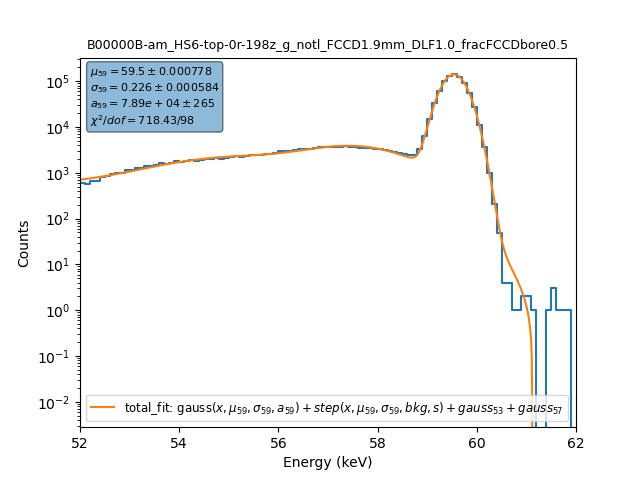 B00000B-am_HS6-top-0r-198z_g_notl_FCCD1.9mm_DLF1.0_fracFCCDbore0.5
μ₅₉ = 59.5 ± 0.000778
σ₅₉ = 0.226 ± 0.000584
a₅₉ = 7.89e + 04 ± 265
χ²/dof = 718.43/98
10⁵
10⁴
10³
10²
10¹
10⁰
10⁻¹
10⁻²
Counts
total_fit: gauss(x, μ₅₉, σ₅₉, a₅₉) + step(x, μ₅₉, σ₅₉, bkg, s) + gauss₅₃ + gauss₅₇
52 54 56 58 60 62
Energy (keV)